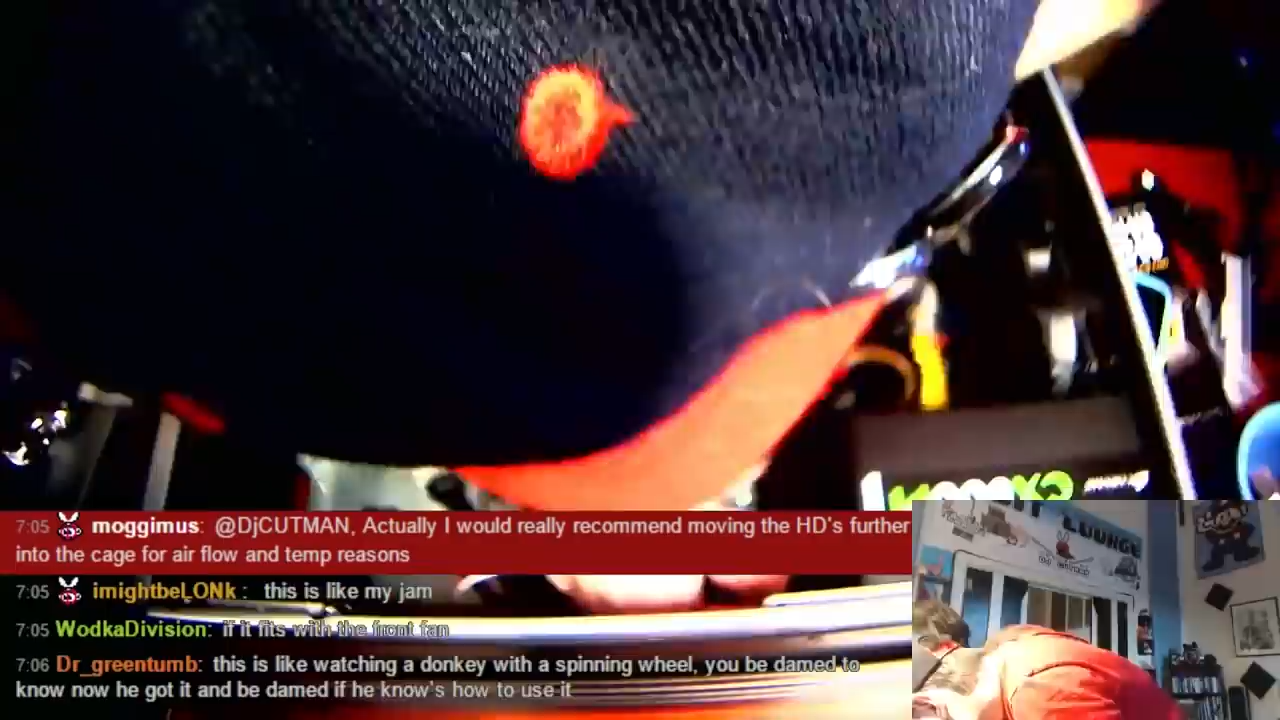 7:05 moggimus: @DjCUTMAN, Actually I would really recommend moving the HD's further
into the cage for air flow and temp reasons
7:05 imightbeLONk : this is like my jam
7:05 WodkaDivision: if it fits with the front fan
7:06 Dr_greentumb: this is like watching a donkey with a spinning wheel, you be damed to
know now he got it and be damed if he know's how to use it
LOUNGE